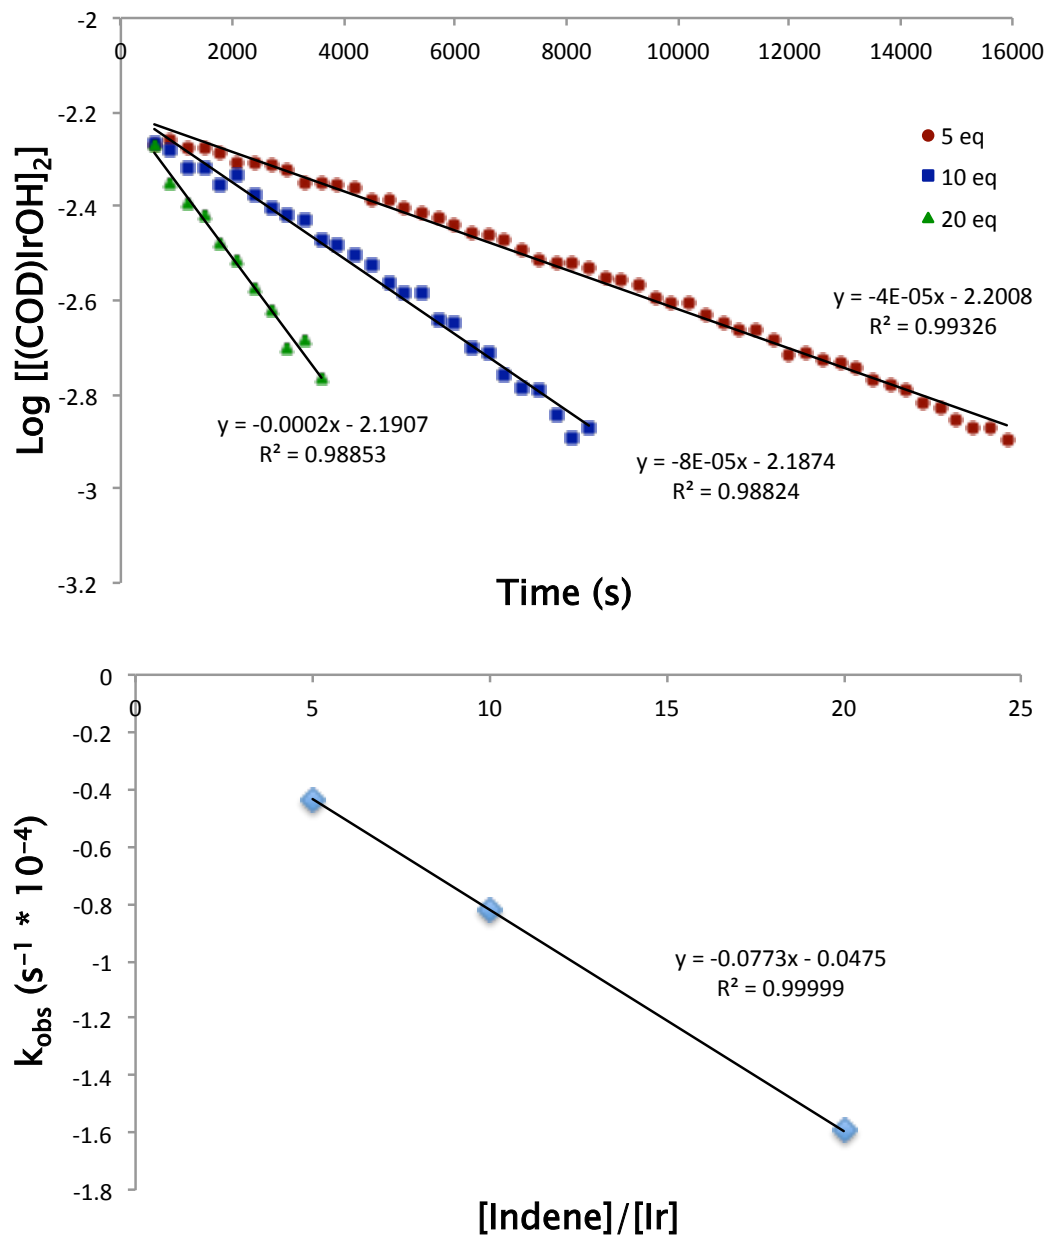 -2
0 2000 4000 6000 8000 10000 12000 14000 16000
-2.2
-2.4
-2.6
-2.8
-3
-3.2
Log [[(COD)IrOH]₂]
5 eq
10 eq
20 eq
y = -4E-05x - 2.2008
R² = 0.99326
y = -0.0002x - 2.1907
R² = 0.98853
y = -8E-05x - 2.1874
R² = 0.98824
Time (s)
0
0 5 10 15 20 25
-0.2
-0.4
-0.6
-0.8
-1
-1.2
-1.4
-1.6
-1.8
k_obs (s⁻¹ * 10⁻⁴)
y = -0.0773x - 0.0475
R² = 0.99999
[Indene]/[Ir]